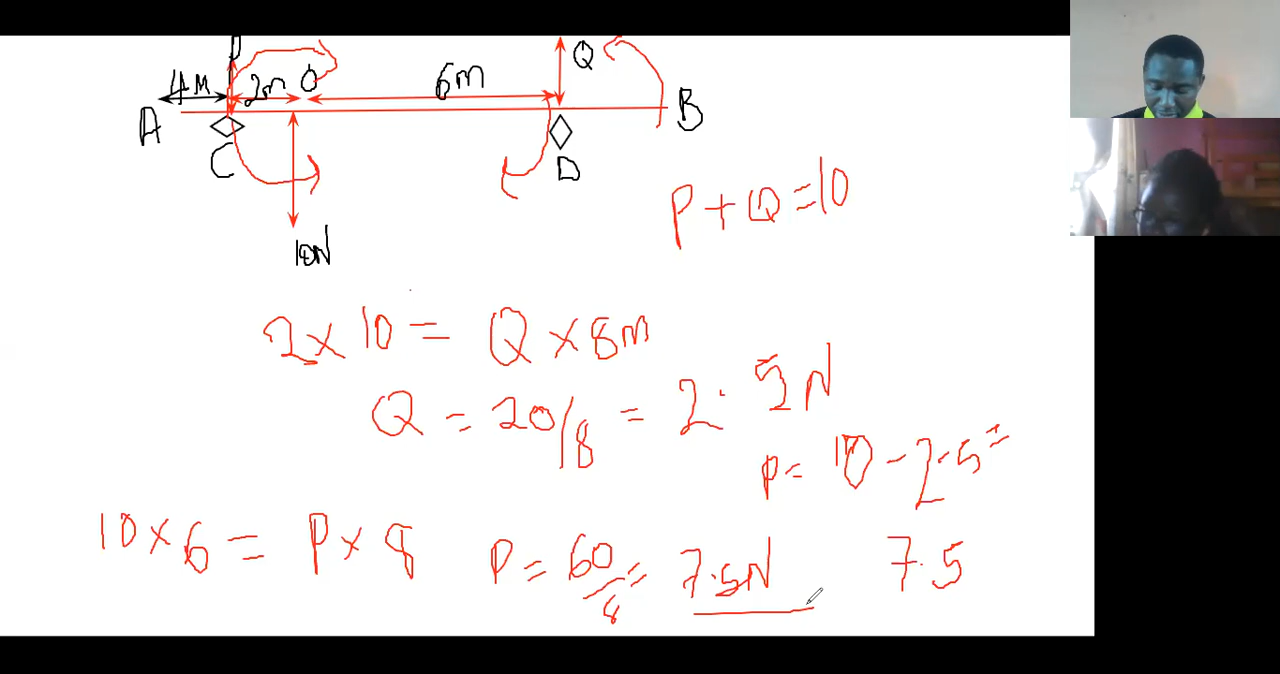 P Q
4M 2m O 6m
A B
C D
10N
P + Q = 10
2 x 10 = Q x 8m
Q = 20/8 = 2.5N
P = 10 - 2.5 =
10 x 6 = P x 8 P = 60/8 = 7.5N 7.5